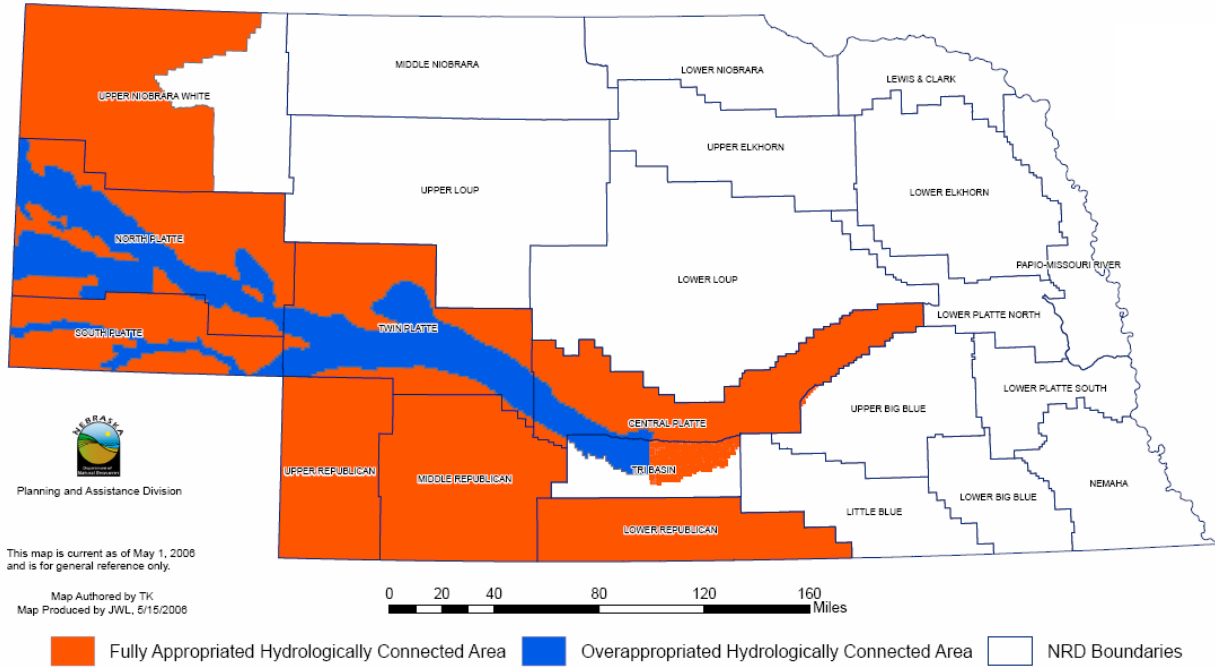 MIDDLE NIOBRARA
LOWER NIOBRARA
LEWIS & CLARK
UPPER NIOBRARA WHITE
UPPER ELKHORN
UPPER LOUP
LOWER ELKHORN
NORTH PLATTE
LOWER LOUP
PAPIO-MISSOURI RIVER
SOUTH PLATTE
TWIN PLATTE
LOWER PLATTE NORTH
LOWER PLATTE SOUTH
UPPER BIG BLUE
CENTRAL PLATTE
UPPER REPUBLICAN
MIDDLE REPUBLICAN
TRI BASIN
NEMAHA
LOWER BIG BLUE
LITTLE BLUE
LOWER REPUBLICAN
NEBRASKA
Department of
Natural Resources
Planning and Assistance Division
This map is current as of May 1, 2006
and is for general reference only.
Map Authored by TK
Map Produced by JWL, 5/15/2006
0 40 80 120 160
Miles
Fully Appropriated Hydrologically Connected Area
Overappropriated Hydrologically Connected Area
NRD Boundaries